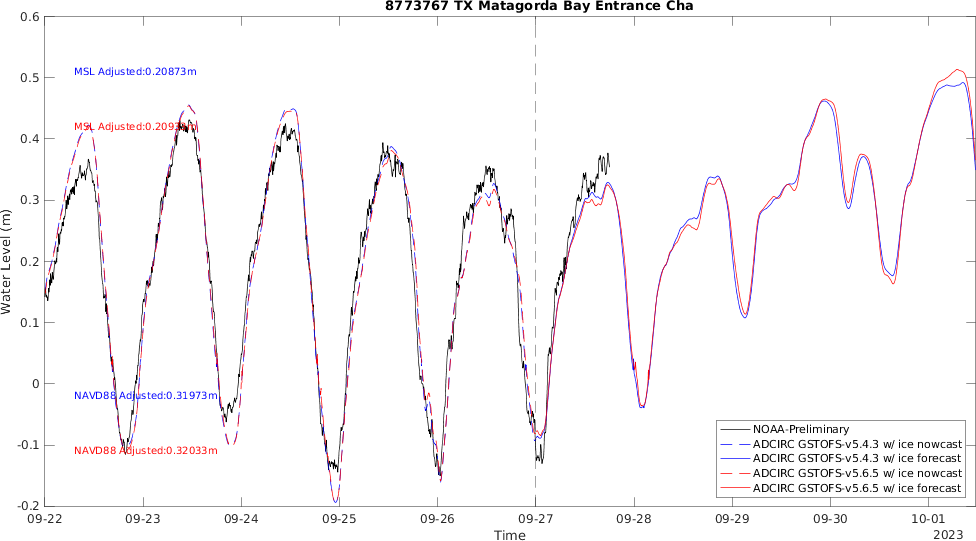 8773767 TX Matagorda Bay Entrance Cha
0.6
0.5
0.4
0.3
0.2
0.1
0
-0.1
-0.2
Water Level (m)
MSL Adjusted:0.20873m
MSL
NAVD88 Adjusted:0.31973m
NAVD88 Adjusted:0.32033m
NOAA-Preliminary
ADCIRC GSTOFS-v5.4.3 w/ ice nowcast
ADCIRC GSTOFS-v5.4.3 w/ ice forecast
ADCIRC GSTOFS-v5.6.5 w/ ice nowcast
ADCIRC GSTOFS-v5.6.5 w/ ice forecast
09-22 09-23 09-24 09-25 09-26 09-27 09-28 09-29 09-30 10-01
Time
2023